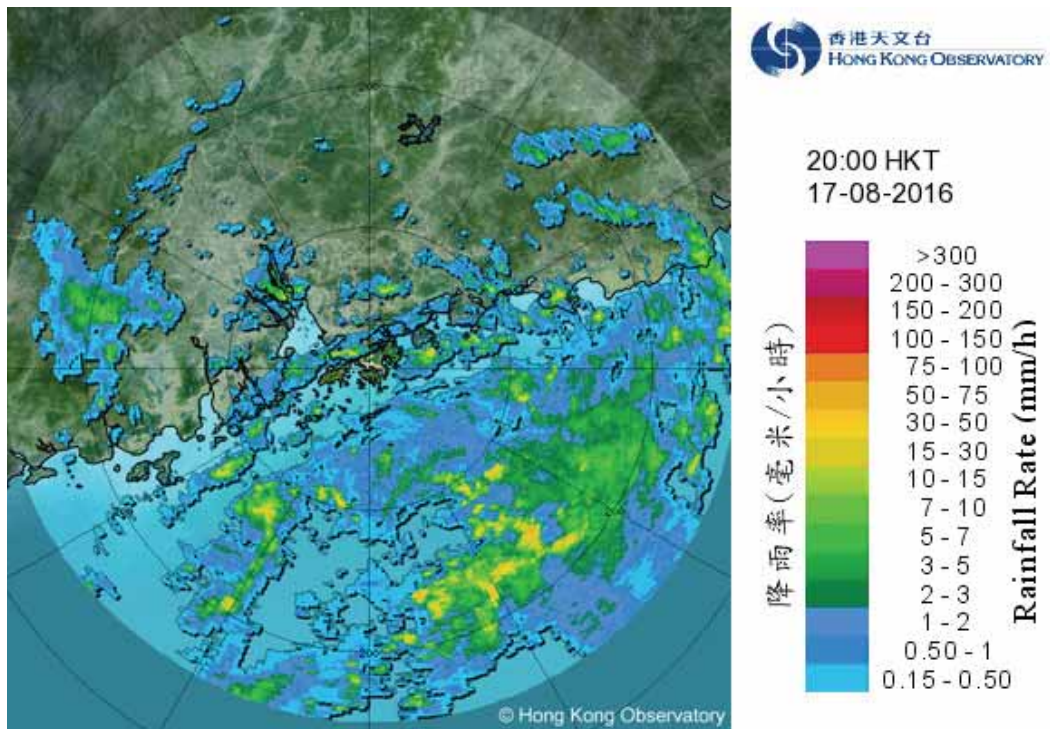 香港天文台
HONG KONG OBSERVATORY
20:00 HKT
17-08-2016
>300
200 - 300
150 - 200
100 - 150
75 - 100
50 - 75
30 - 50
15 - 30
10 - 15
7 - 10
5 - 7
3 - 5
2 - 3
1 - 2
0.50 - 1
0.15 - 0.50
降雨率(毫米/小時)
Rainfall Rate (mm/h)
200
200
© Hong Kong Observatory